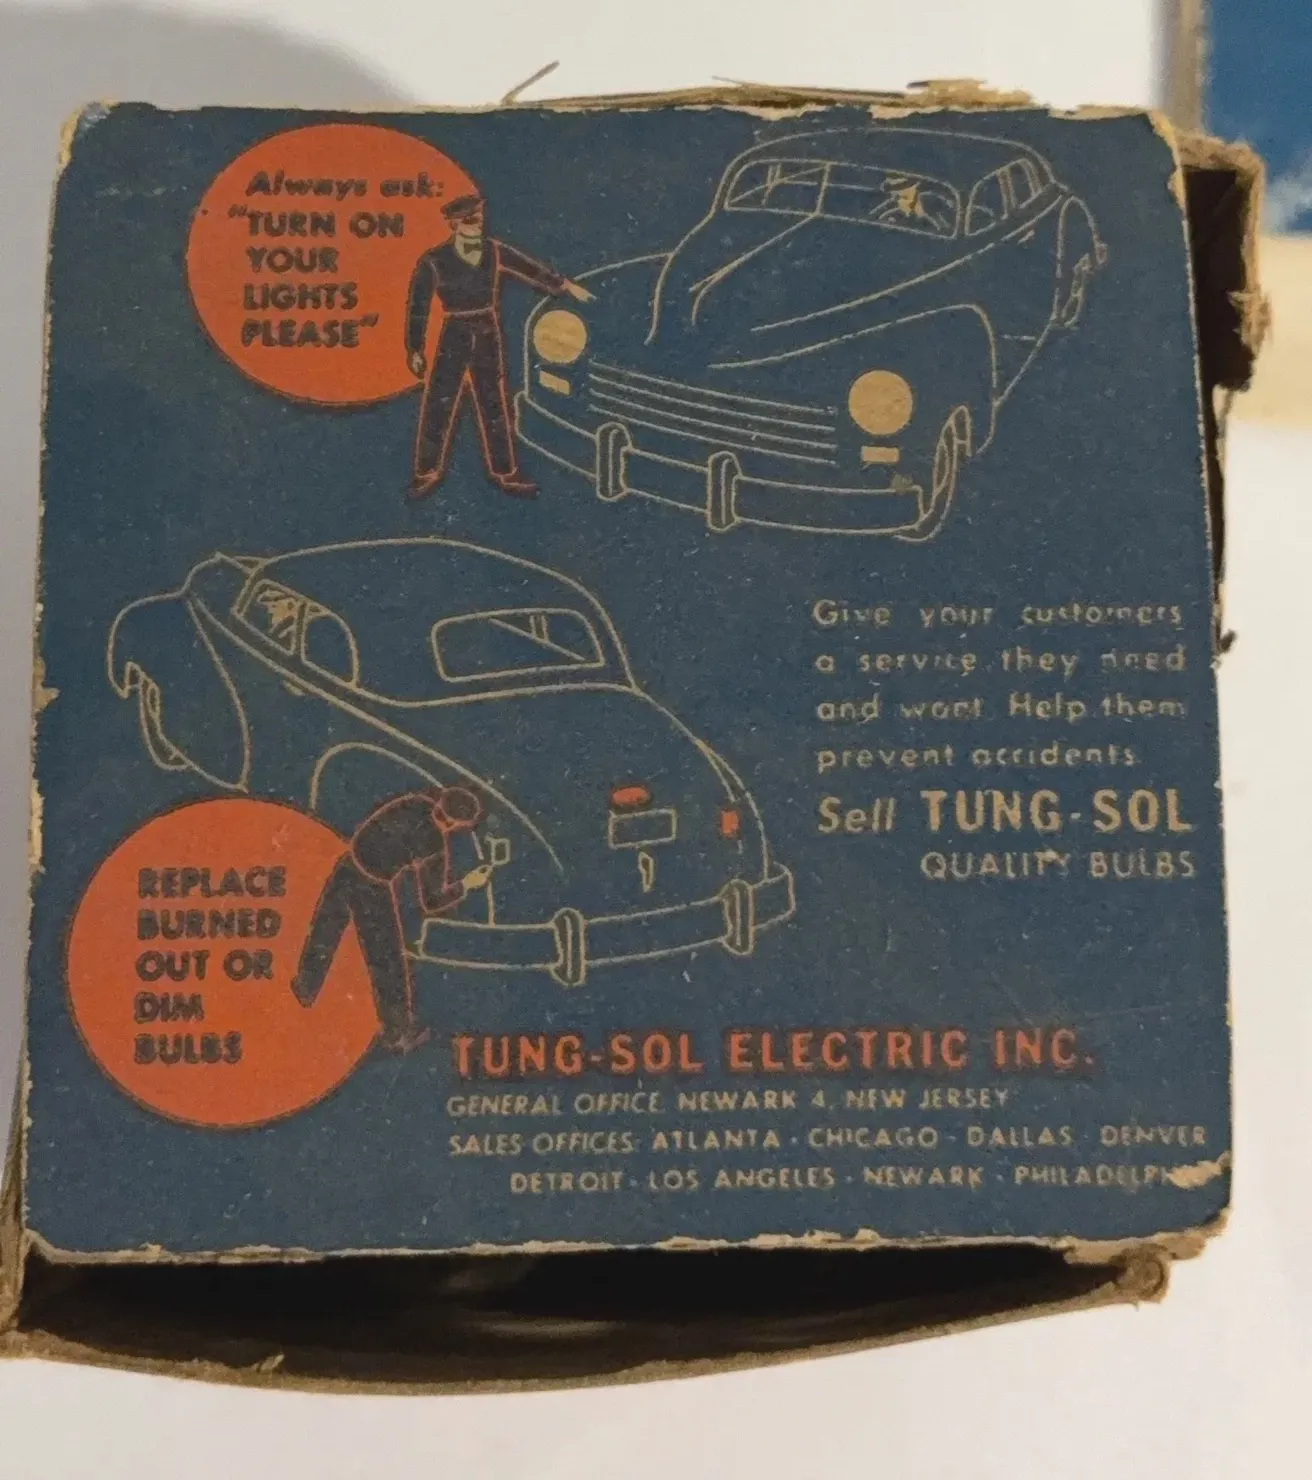 Always ask:
"TURN ON
YOUR
LIGHTS
PLEASE"
Give your customers
a service they need
and want Help them
prevent accidents.
Sell TUNG-SOL
QUALITY BULBS
REPLACE
BURNED
OUT OR
DIM
BULBS
TUNG-SOL ELECTRIC INC.
GENERAL OFFICE NEWARK 4, NEW JERSEY
SALES OFFICES ATLANTA · CHICAGO · DALLAS · DENVER
DETROIT · LOS ANGELES · NEWARK ·